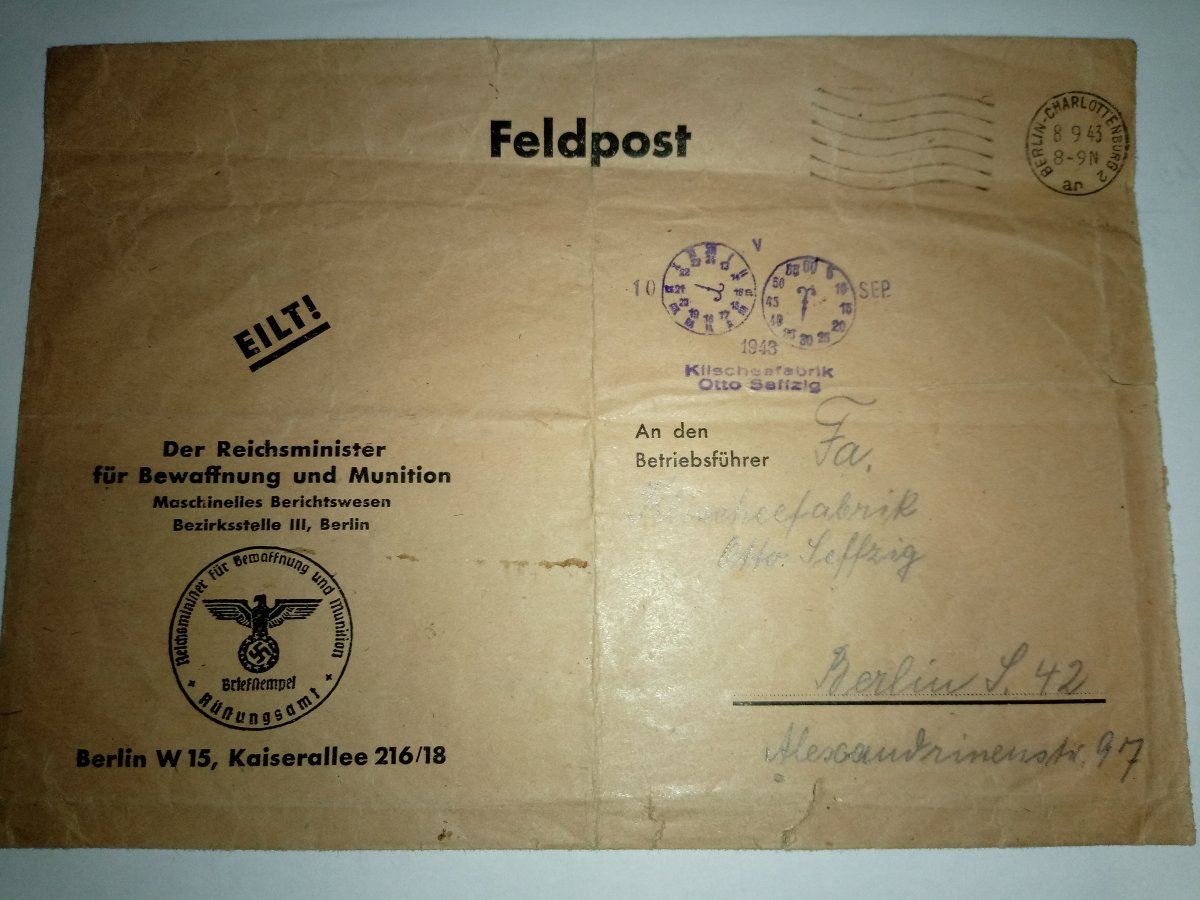 Feldpost
BERLIN-CHARLOTTENBURG 2
8 9 43
8-9N
an
EILT!
V
10
SEP.
1943
Klischeefabrik
Otto Seffzig
Der Reichsminister
für Bewaffnung und Munition
Maschinelles Berichtswesen
Bezirksstelle III, Berlin
Reichsminister für Bewaffnung und Munition
Briefstempel
Rüstungsamt
Berlin W 15, Kaiserallee 216/18
An den
Betriebsführer
Fa.
Klischeefabrik
Otto Seffzig
Berlin S. 42
Alexandrinenstr. 97